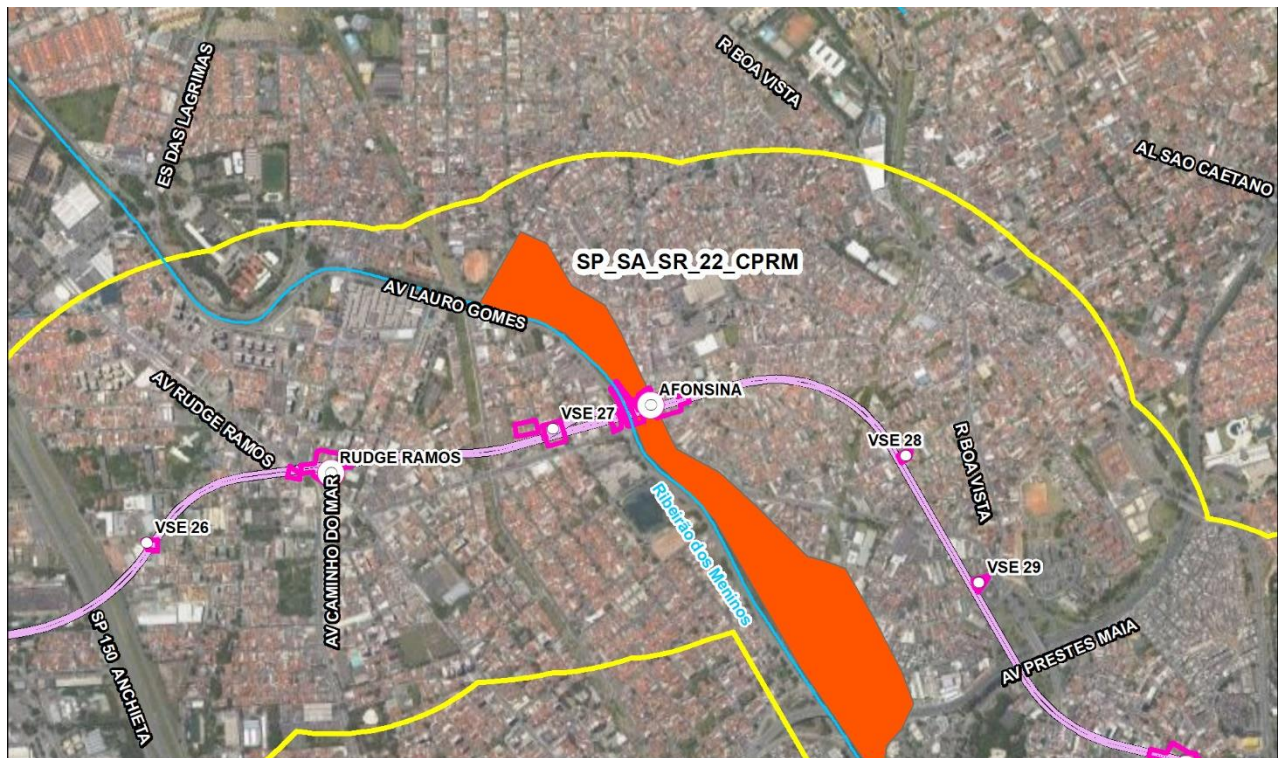 R BOA VISTA
ES DAS LAGRIMAS
AL SAO CAETANO
SP_SA_SR_22_CPRM
AV LAURO GOMES
AFONSINA
VSE 27
AV RUDGE RAMOS
VSE 28
RUDGE RAMOS
R BOA VISTA
Ribeirão dos Meninos
VSE 26
AV CAMINHO DO MAR
VSE 29
SP 150 ANCHIETA
AV PRESTES MAIA